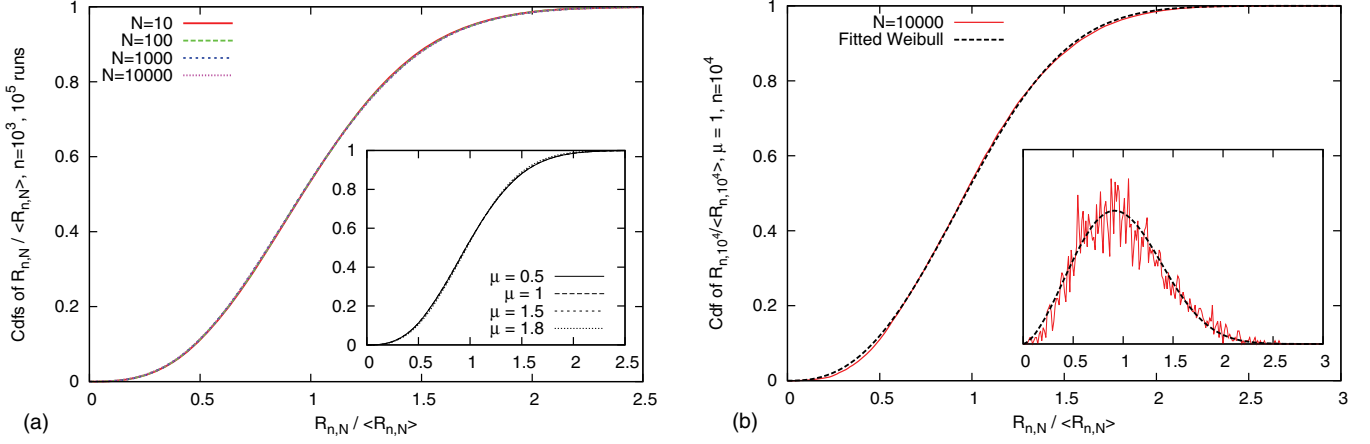 Cdfs of R_{n,N} / <R_{n,N}>, n=10^3, 10^5 runs
1
0.8
0.6
0.4
0.2
0
N=10
N=100
N=1000
N=10000
1
0.8
0.6
0.4
0.2
0
μ = 0.5
μ = 1
μ = 1.5
μ = 1.8
0 0.5 1 1.5 2 2.5
0 0.5 1 1.5 2 2.5
(a)
R_{n,N} / <R_{n,N}>
Cdf of R_{n,10^4}/<R_{n,10^4}>, μ = 1, n=10^4
1
0.8
0.6
0.4
0.2
0
N=10000
Fitted Weibull
0 0.5 1 1.5 2 2.5 3
0 0.5 1 1.5 2 2.5 3
(b)
R_{n,N} / <R_{n,N}>